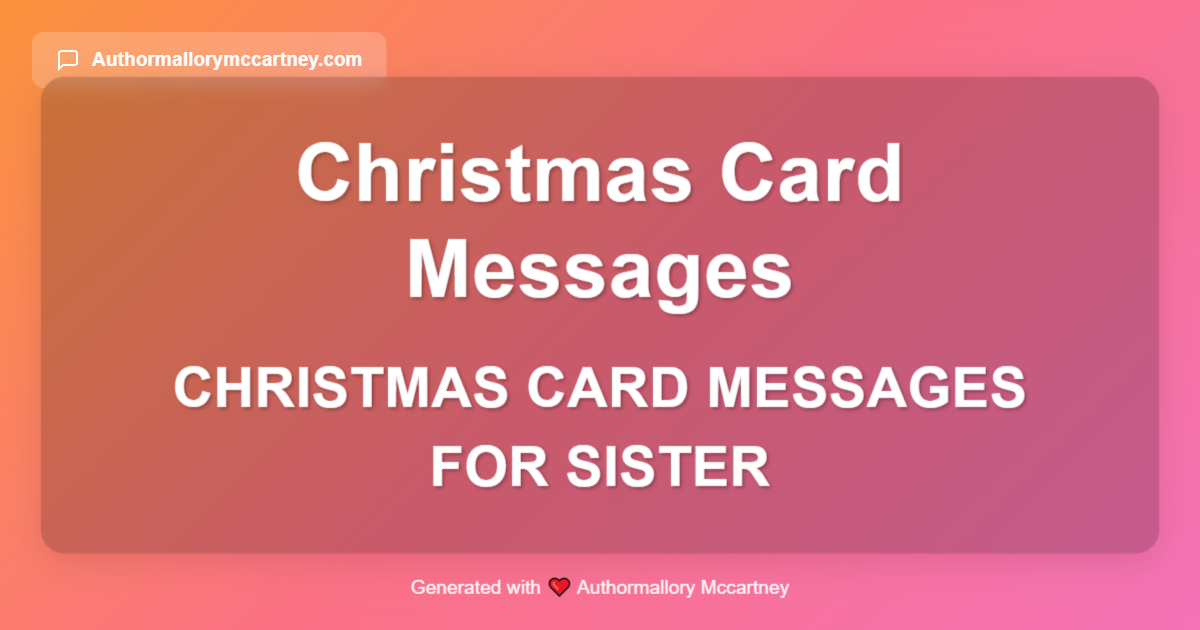 Authormallorymccartney.com
Christmas Card
Messages
CHRISTMAS CARD MESSAGES
FOR SISTER
Generated with ❤️ Authormallory Mccartney